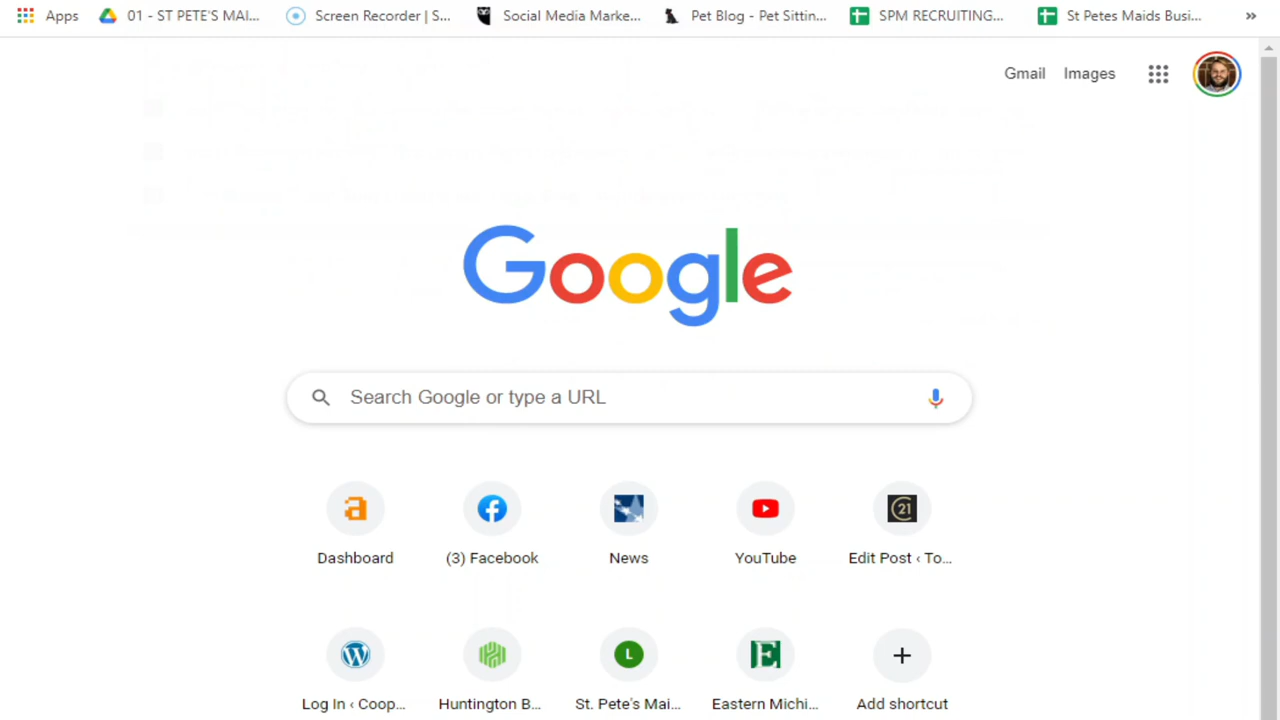 Apps 01 - ST PETE'S MAI... Screen Recorder | S... Social Media Marke... Pet Blog - Pet Sittin... SPM RECRUITING... St Petes Maids Busi... »
Gmail Images
Google
Search Google or type a URL
a 21
Dashboard (3) Facebook News YouTube Edit Post ‹ To...
L E
Log In ‹ Coop... Huntington B... St. Pete's Mai... Eastern Michi... Add shortcut